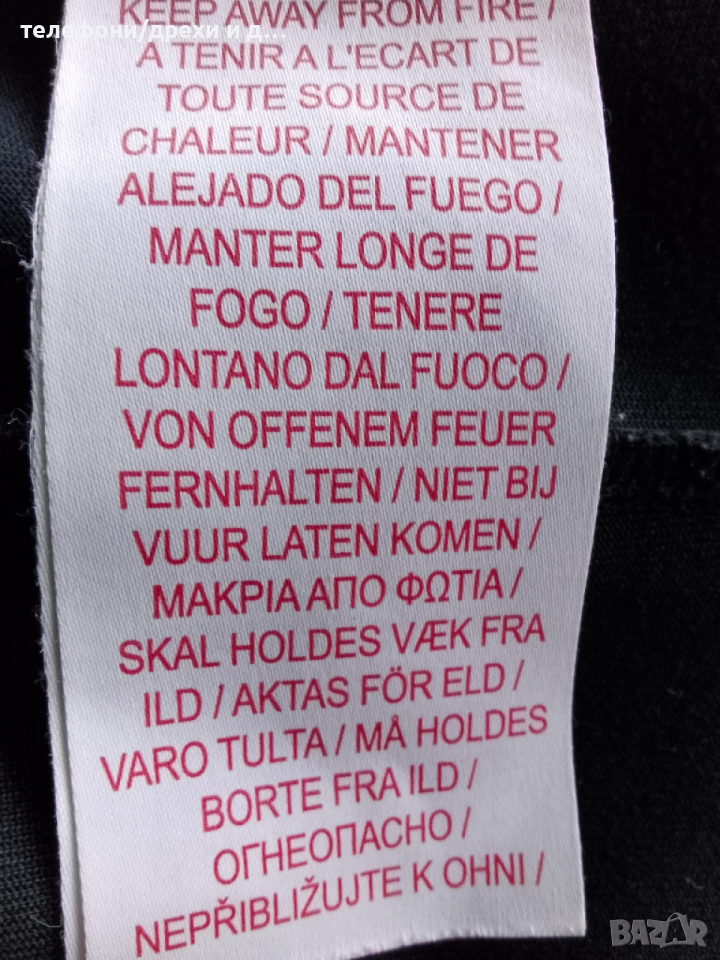 KEEP AWAY FROM FIRE /
телефони/дрехи и д...
A TENIR A L'ECART DE
TOUTE SOURCE DE
CHALEUR / MANTENER
ALEJADO DEL FUEGO /
MANTER LONGE DE
FOGO / TENERE
LONTANO DAL FUOCO /
VON OFFENEM FEUER
FERNHALTEN / NIET BIJ
VUUR LATEN KOMEN /
ΜΑΚΡΙΑ ΑΠΟ ΦΩΤΙΑ /
SKAL HOLDES VÆK FRA
ILD / AKTAS FÖR ELD /
VARO TULTA / MÅ HOLDES
BORTE FRA ILD /
ОГНЕОПАСНО /
NEPŘIBLIŽUJTE K OHNI /
BAZAR